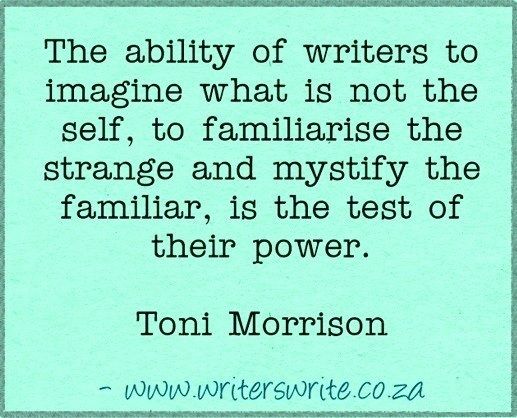 The ability of writers to
imagine what is not the
self, to familiarise the
strange and mystify the
familiar, is the test of
their power.
Toni Morrison
- www.writerswrite.co.za